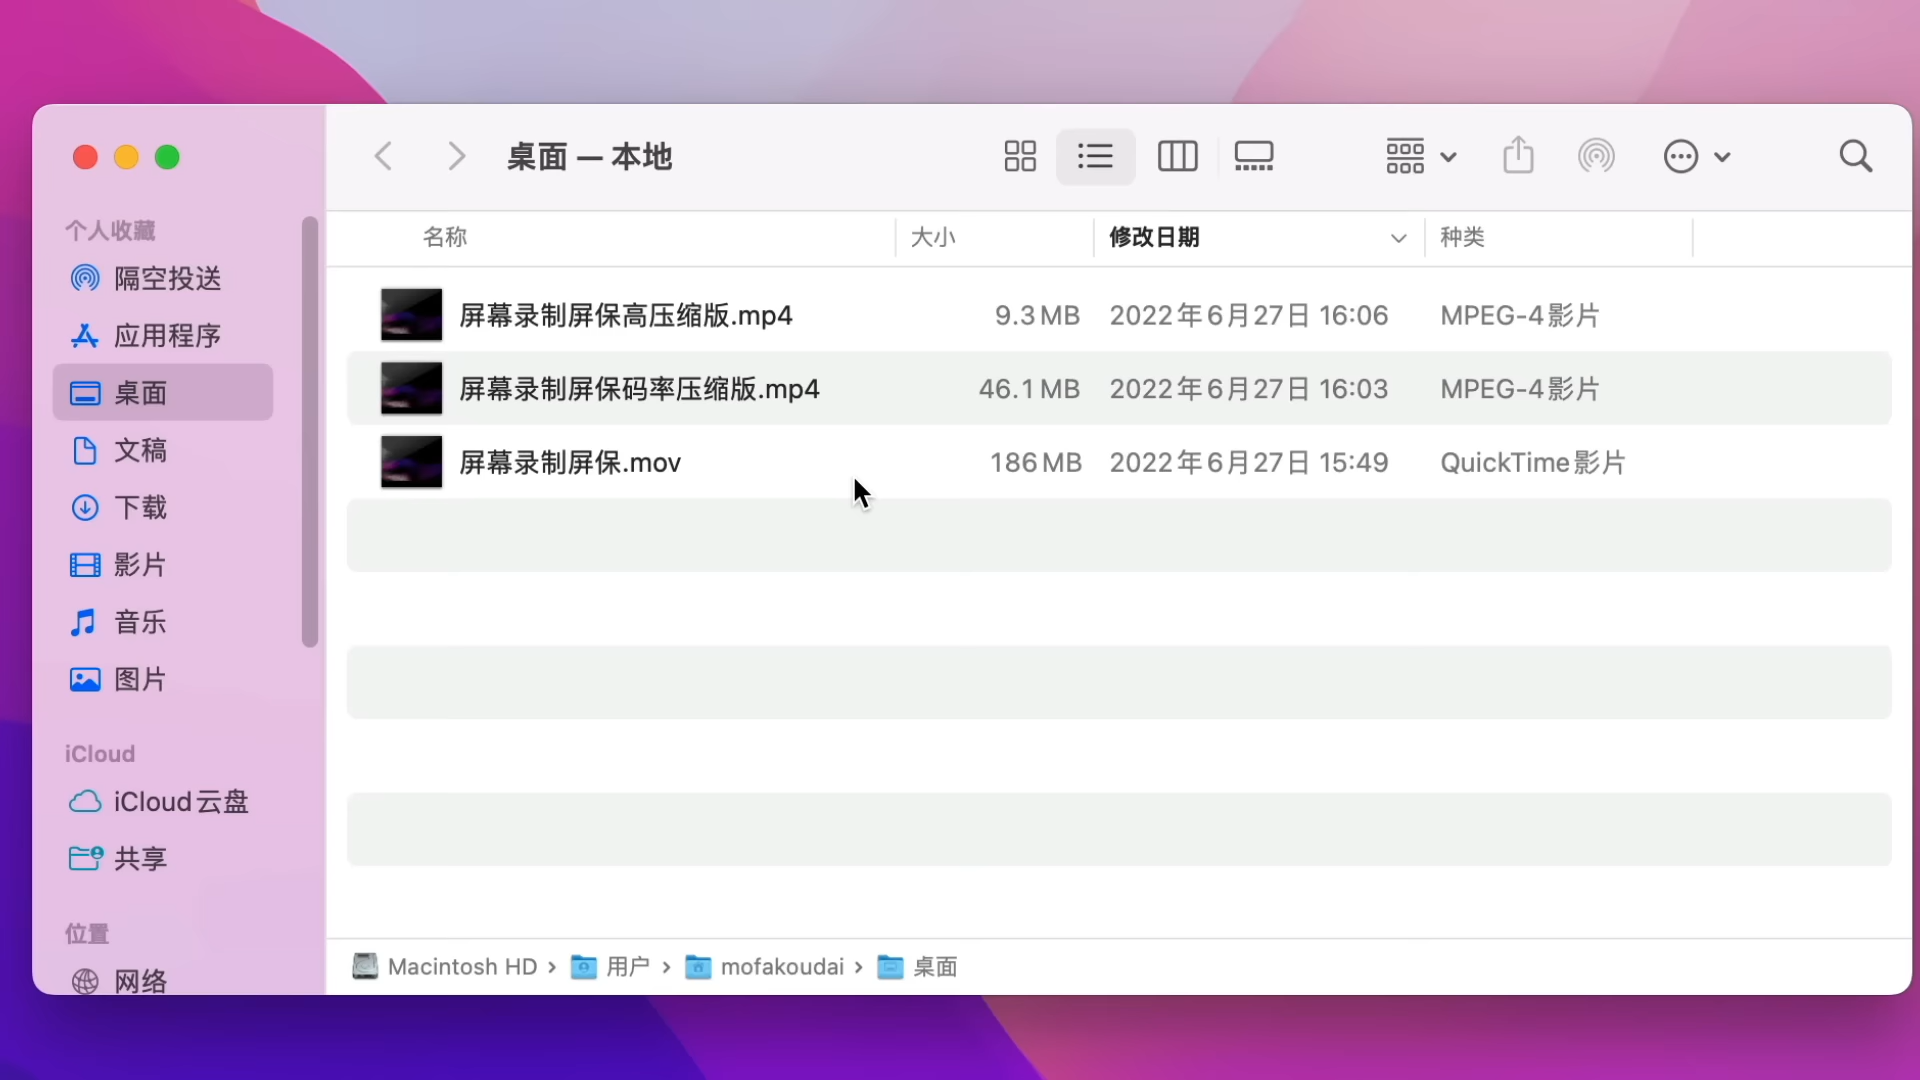 桌面 — 本地
个人收藏
隔空投送
应用程序
桌面
文稿
下载
影片
音乐
图片
iCloud
iCloud云盘
共享
位置
网络
名称 大小 修改日期 种类
屏幕录制屏保高压缩版.mp4 9.3 MB 2022年6月27日 16:06 MPEG-4影片
屏幕录制屏保码率压缩版.mp4 46.1 MB 2022年6月27日 16:03 MPEG-4影片
屏幕录制屏保.mov 186 MB 2022年6月27日 15:49 QuickTime影片
Macintosh HD › 用户 › mofakoudai › 桌面